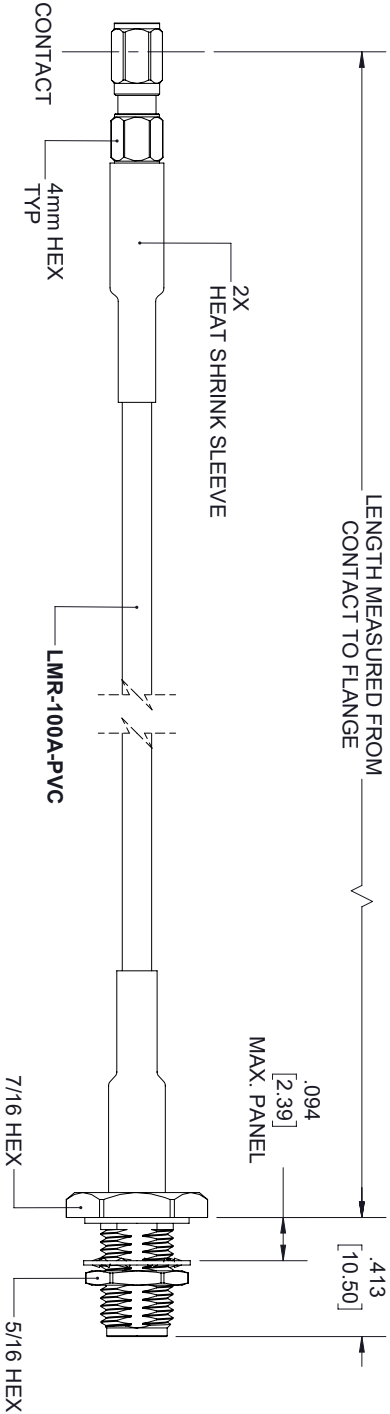 LENGTH MEASURED FROM
CONTACT TO FLANGE
.413
[10.50]
.094
[2.39]
MAX. PANEL
2X
HEAT SHRINK SLEEVE
CONTACT
4mm HEX
TYP
LMR-100A-PVC
7/16 HEX
5/16 HEX